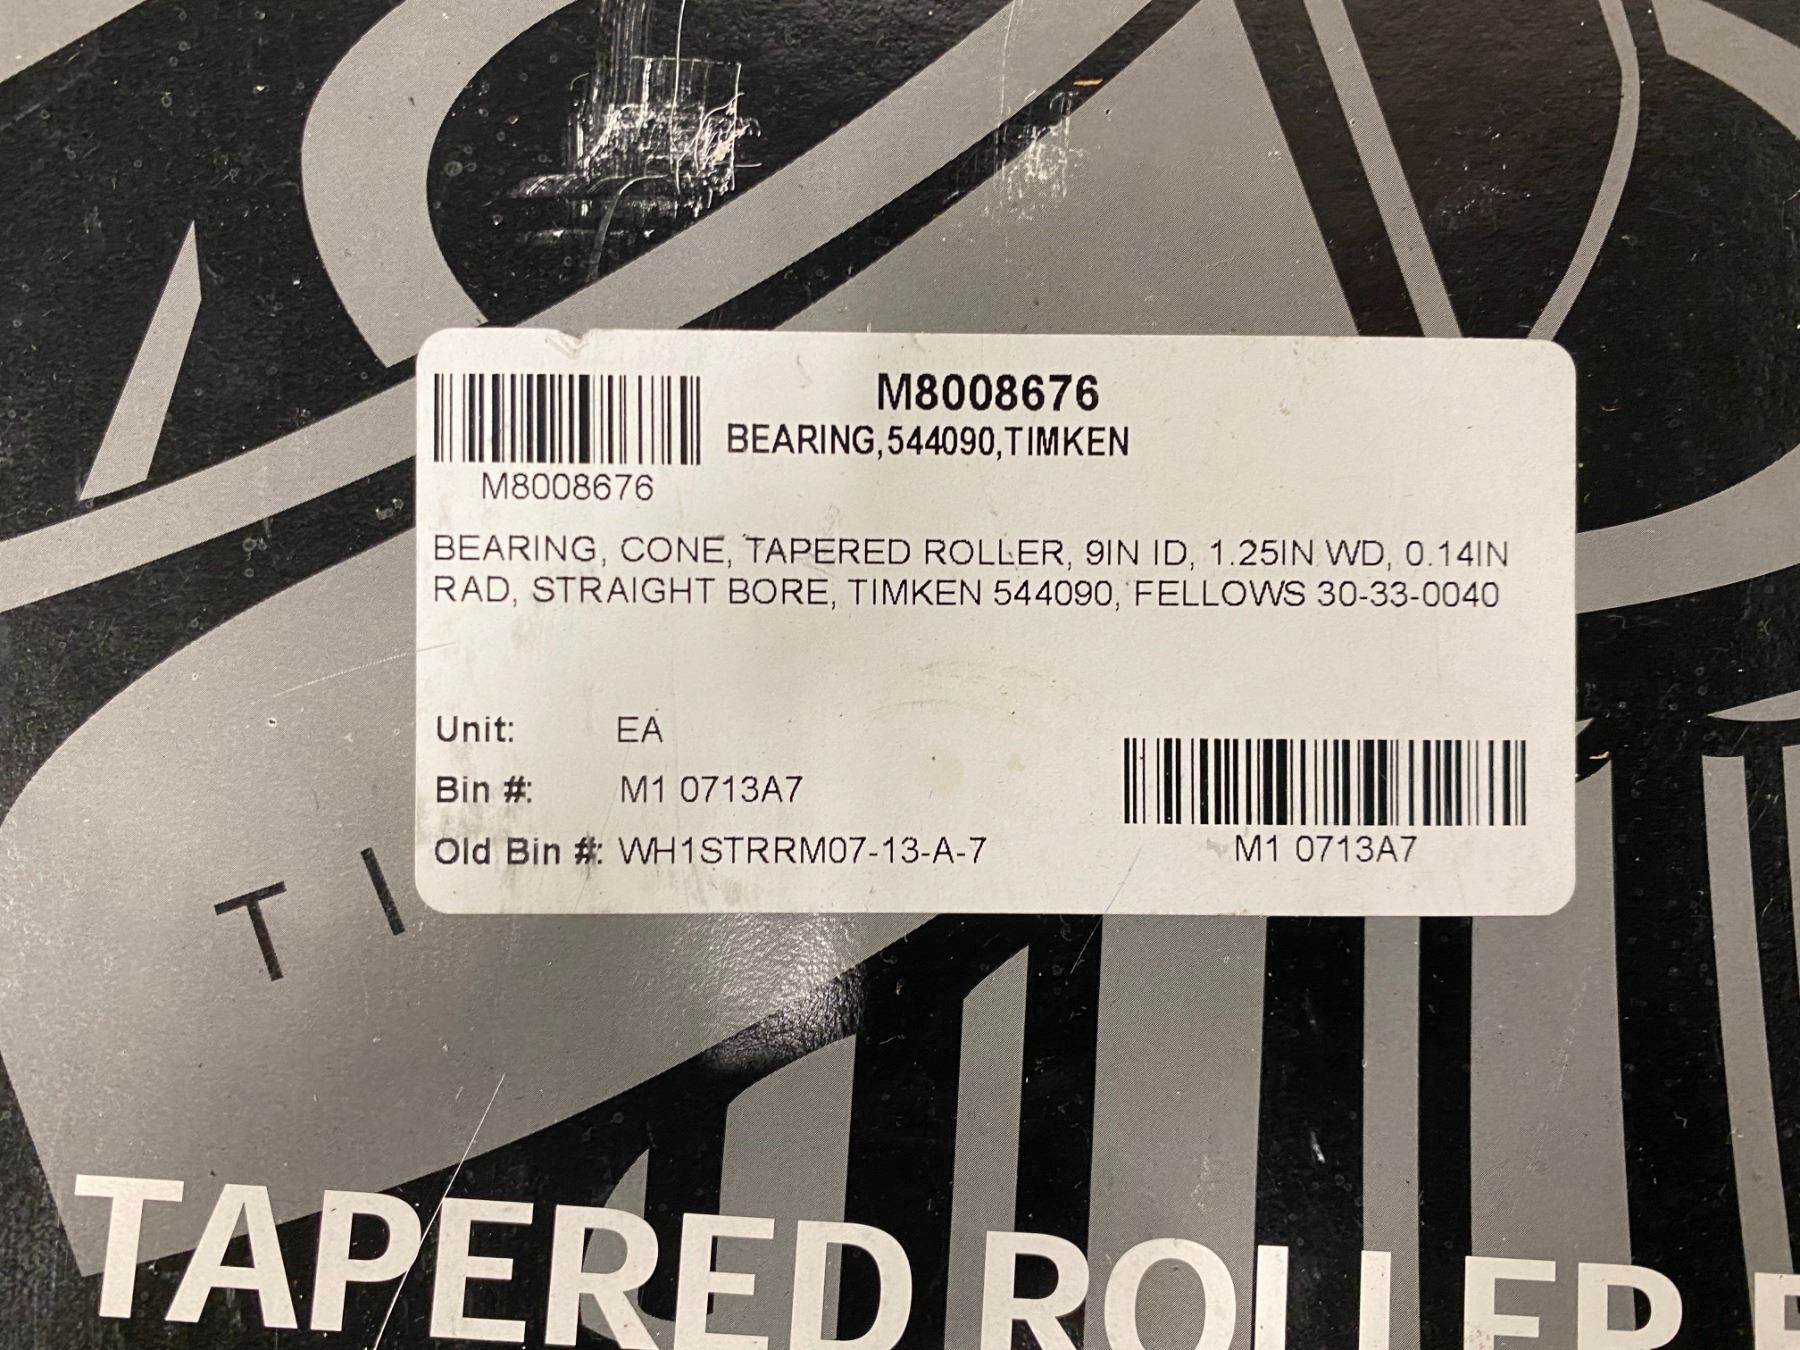 M8008676
BEARING,544090,TIMKEN
M8008676
BEARING, CONE, TAPERED ROLLER, 9IN ID, 1.25IN WD, 0.14IN
RAD, STRAIGHT BORE, TIMKEN 544090, FELLOWS 30-33-0040
Unit: EA
Bin #: M1 0713A7
Old Bin #: WH1STRRM07-13-A-7
M1 0713A7
T I
TAPERED ROLLER